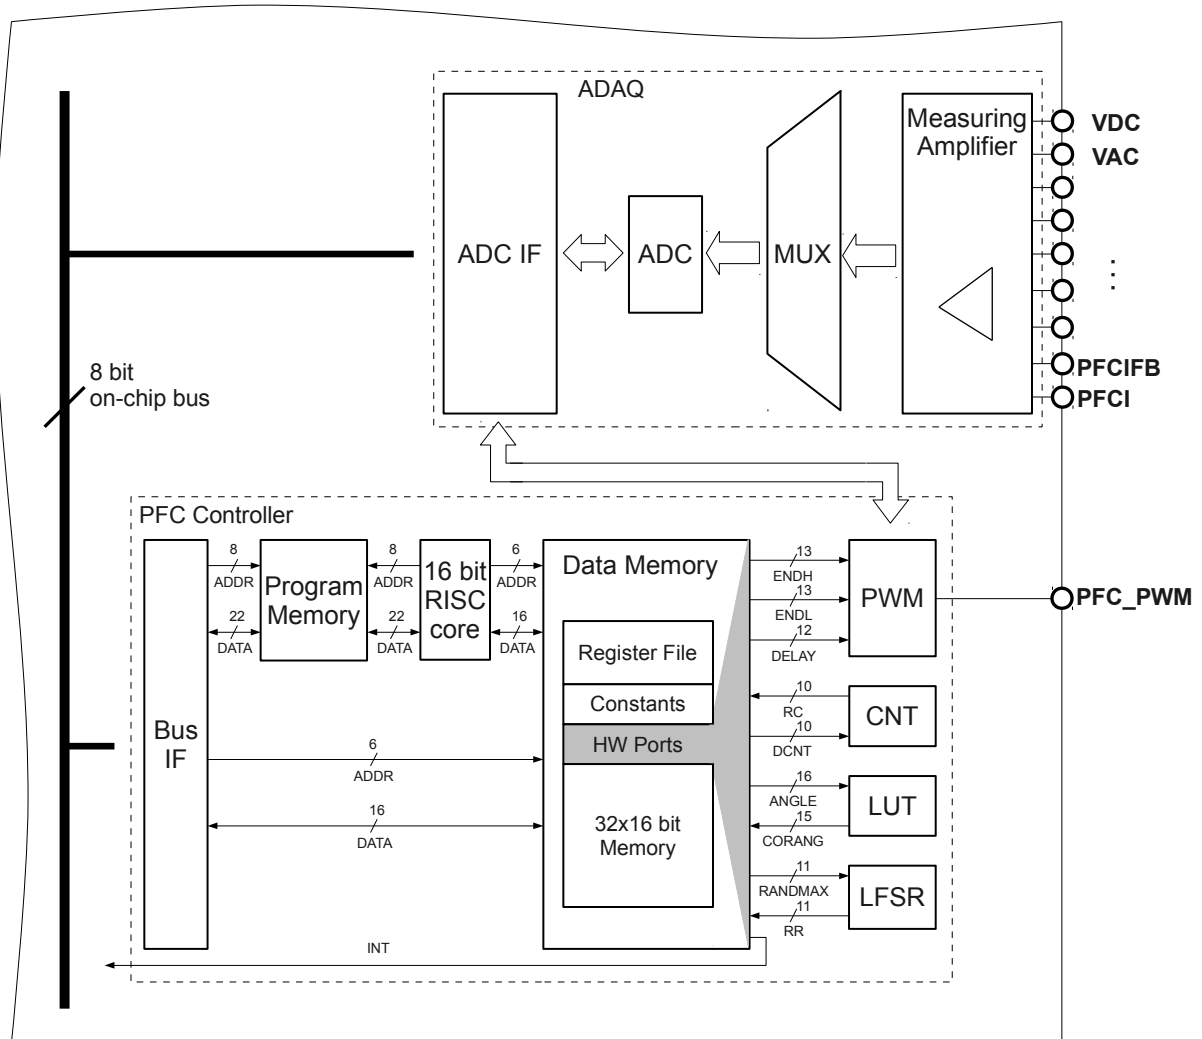 ADAQ
Measuring
Amplifier
VDC
VAC
ADC IF
ADC
MUX
⋮
8 bit
on-chip bus
PFCIFB
PFCI
PFC Controller
8
ADDR
22
DATA
Program
Memory
8
ADDR
22
DATA
16 bit
RISC
core
6
ADDR
16
DATA
Data Memory
13
ENDH
13
ENDL
12
DELAY
PWM
PFC_PWM
Register File
Constants
HW Ports
32x16 bit
Memory
10
RC
10
DCNT
CNT
Bus
IF
6
ADDR
16
DATA
16
ANGLE
15
CORANG
LUT
11
RANDMAX
11
RR
LFSR
INT